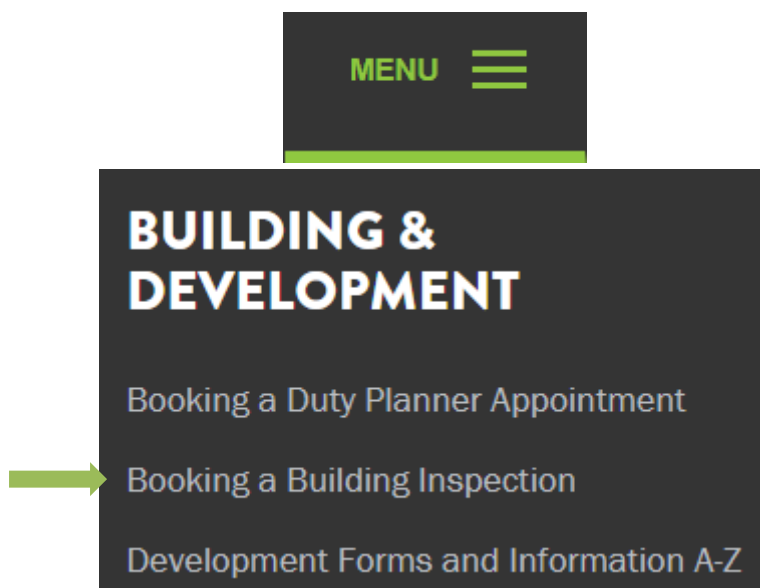 MENU
BUILDING &
DEVELOPMENT
Booking a Duty Planner Appointment
Booking a Building Inspection
Development Forms and Information A-Z